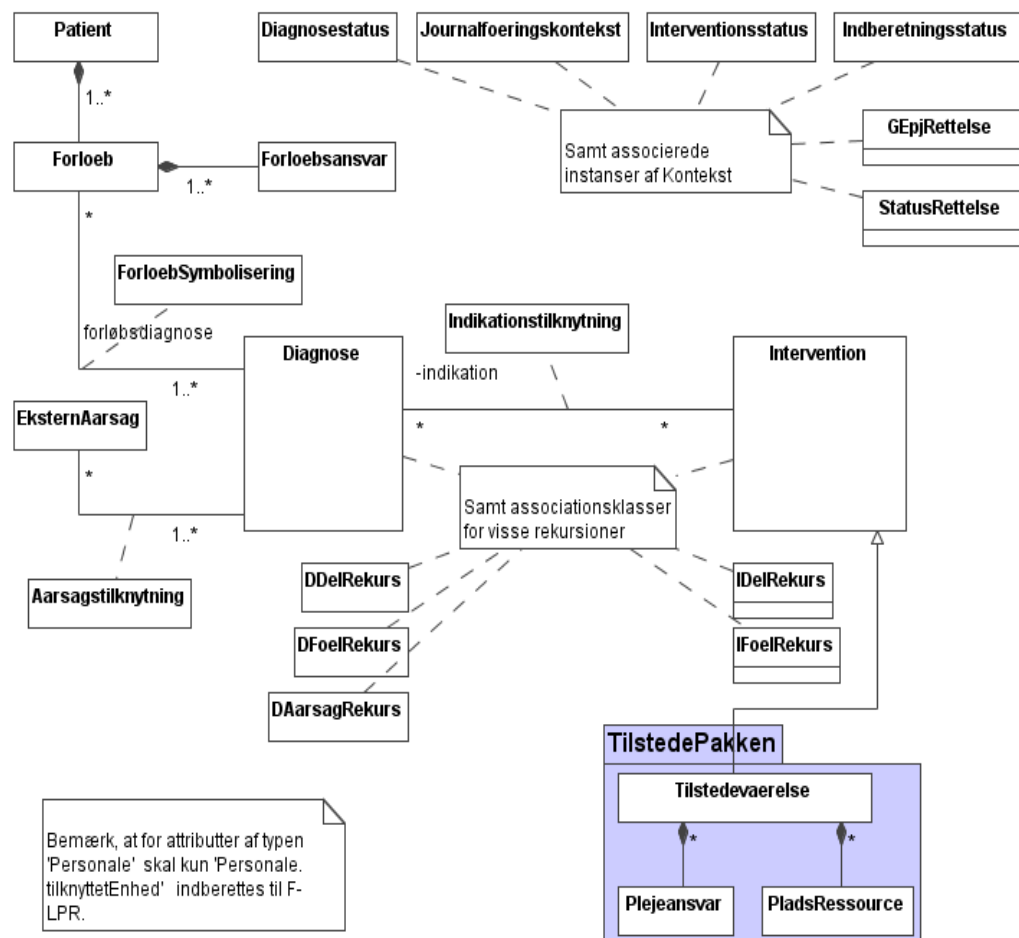 Patient
Diagnosestatus
Journalfoeringskontekst
Interventionsstatus
Indberetningsstatus
1..*
GEpjRettelse
Samt associerede
instanser af Kontekst
Forloeb
Forloebsansvar
1..*
StatusRettelse
*
ForloebSymbolisering
Indikationstilknytning
forløbsdiagnose
Diagnose
Intervention
-indikation
1..*
EksternAarsag
*
*
*
Samt associationsklasser
for visse rekursioner
1..*
DDelRekurs
IDelRekurs
Aarsagstilknytning
DFoelRekurs
IFoelRekurs
DAarsagRekurs
TilstedePakken
Tilstedevaerelse
*
*
Bemærk, at for attributter af typen
'Personale' skal kun 'Personale.
tilknyttetEnhed' indberettes til F-
LPR.
Plejeansvar
PladsRessource